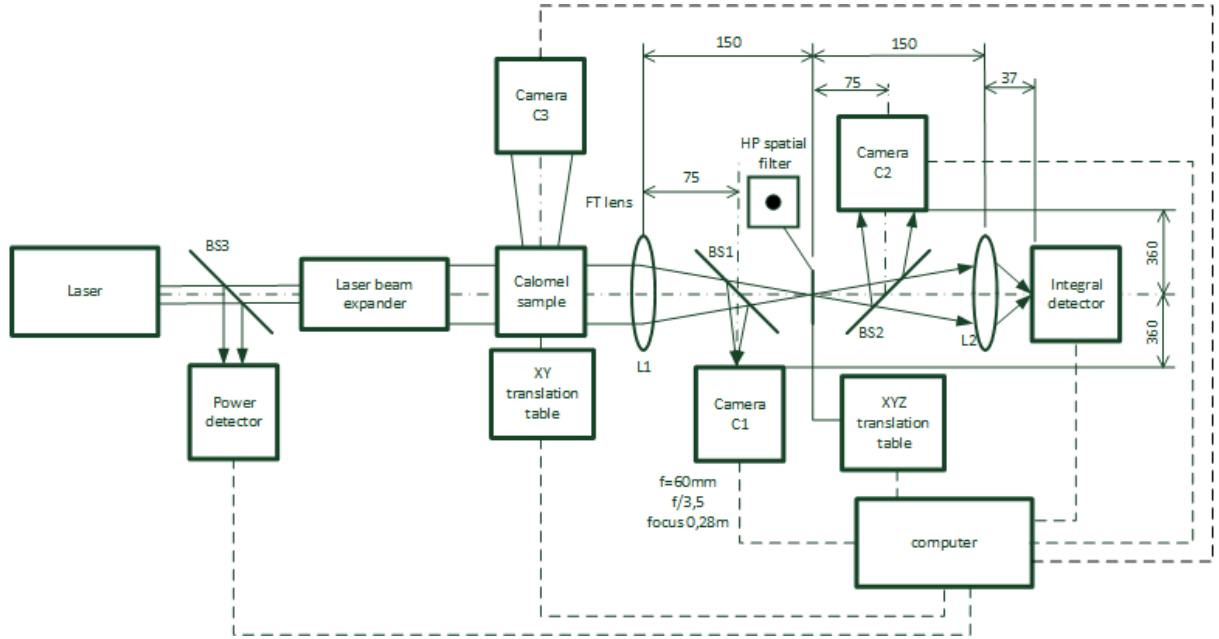 150
150
75
37
Camera
C3
HP spatial
filter
Camera
C2
75
FT lens
BS3
BS1
360
Laser
Laser beam
expander
Calomel
sample
Integral
detector
BS2
L2
360
L1
XY
translation
table
Power
detector
Camera
C1
XYZ
translation
table
f=60mm
f/3,5
focus 0,28m
computer